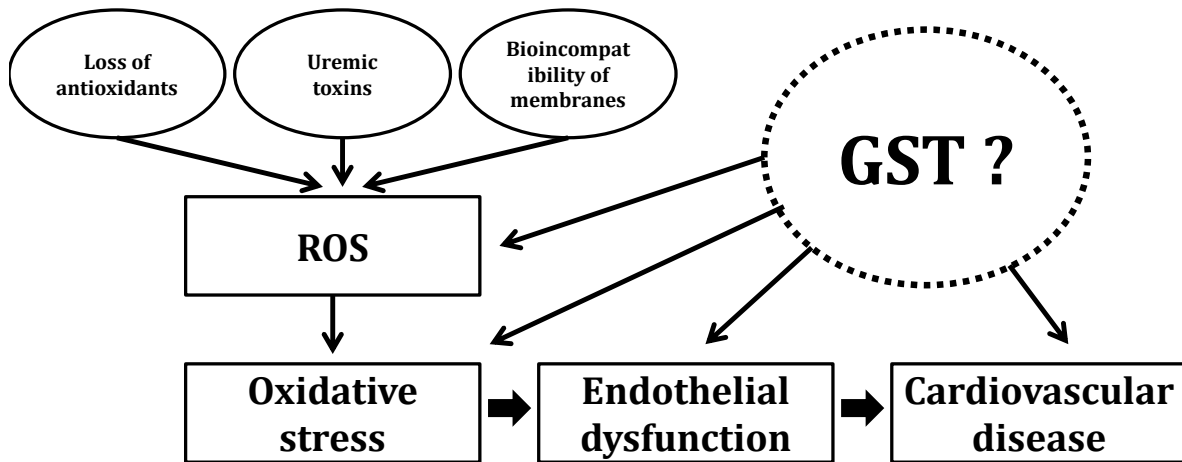 Loss of
antioxidants
Uremic
toxins
Bioincompat
ibility of
membranes
GST ?
ROS
Oxidative
stress
Endothelial
dysfunction
Cardiovascular
disease